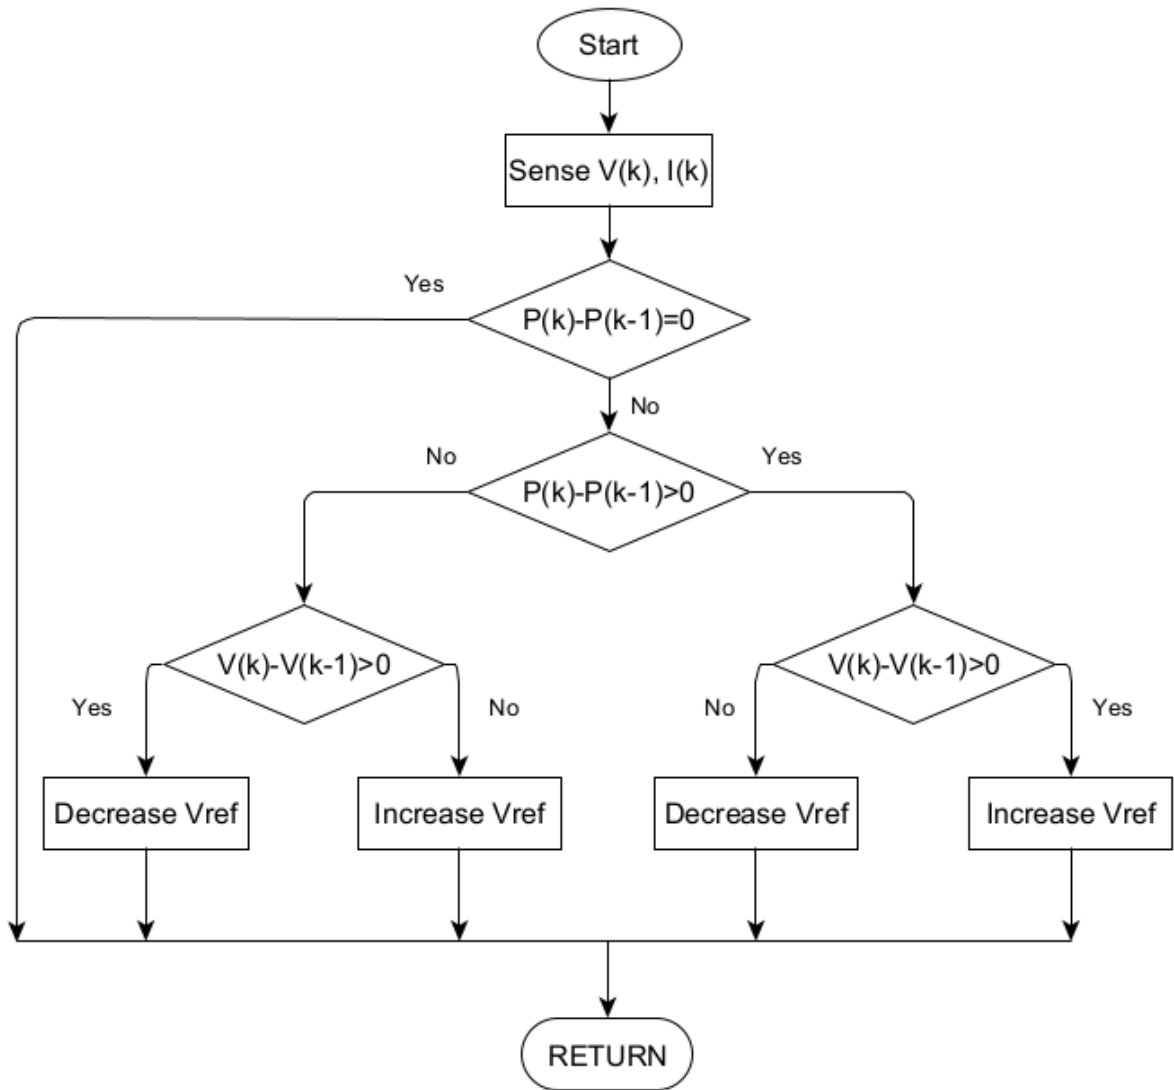 Start
Sense V(k), I(k)
Yes
P(k)-P(k-1)=0
No
No
Yes
P(k)-P(k-1)>0
V(k)-V(k-1)>0
V(k)-V(k-1)>0
Yes
No
No
Yes
Decrease Vref
Increase Vref
Decrease Vref
Increase Vref
RETURN